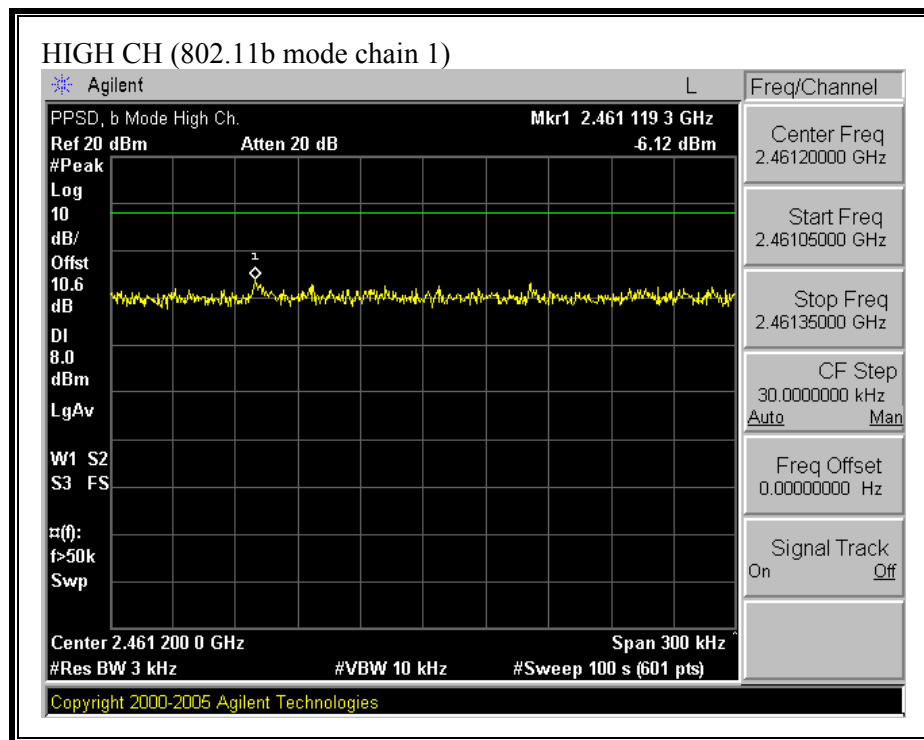 HIGH CH (802.11b mode chain 1)
Agilent L Freq/Channel
PPSD, b Mode High Ch. Mkr1 2.461 119 3 GHz
Ref 20 dBm Atten 20 dB -6.12 dBm
#Peak
Log
10
dB/
Offst
10.6
dB
DI
8.0
dBm
LgAv
W1 S2
S3 FS
¤(f):
f>50k
Swp
1
Center 2.461 200 0 GHz Span 300 kHz ^
#Res BW 3 kHz #VBW 10 kHz #Sweep 100 s (601 pts)
Center Freq
2.46120000 GHz
Start Freq
2.46105000 GHz
Stop Freq
2.46135000 GHz
CF Step
30.0000000 kHz
Auto Man
Freq Offset
0.00000000 Hz
Signal Track
On Off
Copyright 2000-2005 Agilent Technologies